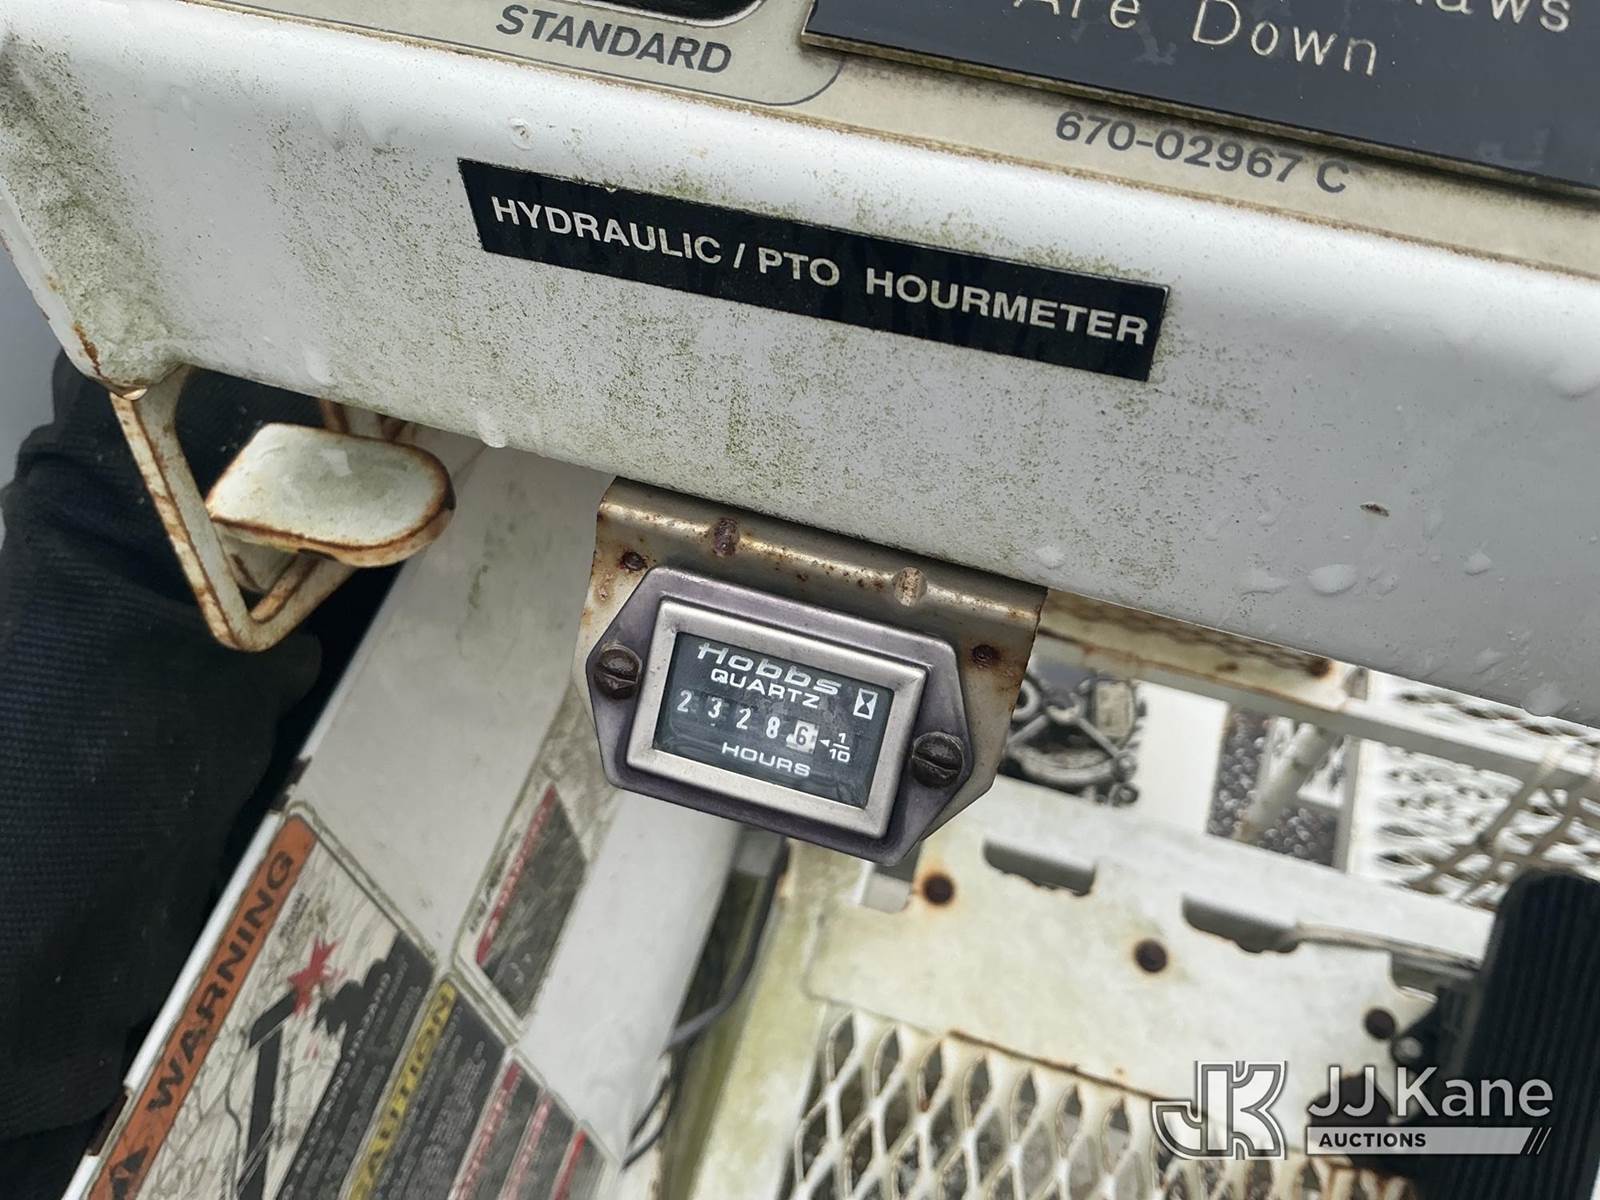 STANDARD
Are Down
670-02967 C
HYDRAULIC / PTO HOURMETER
Hobbs
QUARTZ
2 3 2 8 .6 1/10
HOURS
WARNING
CAUTION
JJ Kane
AUCTIONS